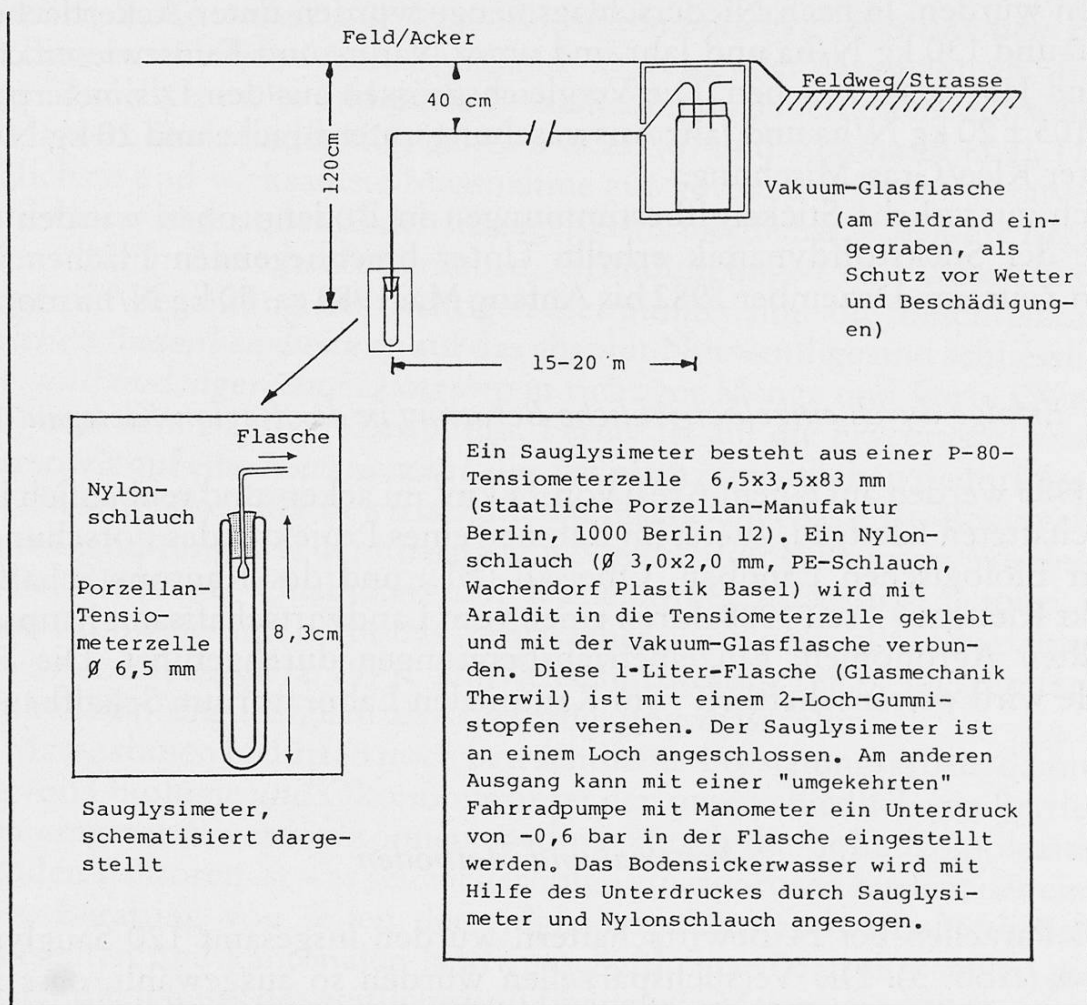 Feld/Acker
Feldweg/Strasse
40 cm
120cm
Vakuum-Glasflasche
(am Feldrand ein-
gegraben, als
Schutz vor Wetter
und Beschädigung-
en)
15-20 m
Flasche
Nylon-
schlauch
Porzellan-
Tensio-
meterzelle
Ø 6,5 mm
8,3cm
Sauglysimeter,
schematisiert darge-
stellt
Ein Sauglysimeter besteht aus einer P-80-
Tensiometerzelle 6,5x3,5x83 mm
(staatliche Porzellan-Manufaktur
Berlin, 1000 Berlin 12). Ein Nylon-
schlauch (Ø 3,0x2,0 mm, PE-Schlauch,
Wachendorf Plastik Basel) wird mit
Araldit in die Tensiometerzelle geklebt
und mit der Vakuum-Glasflasche verbun-
den. Diese 1-Liter-Flasche (Glasmechanik
Therwil) ist mit einem 2-Loch-Gummi-
stopfen versehen. Der Sauglysimeter ist
an einem Loch angeschlossen. Am anderen
Ausgang kann mit einer "umgekehrten"
Fahrradpumpe mit Manometer ein Unterdruck
von -0,6 bar in der Flasche eingestellt
werden. Das Bodensickerwasser wird mit
Hilfe des Unterdruckes durch Sauglysi-
meter und Nylonschlauch angesogen.